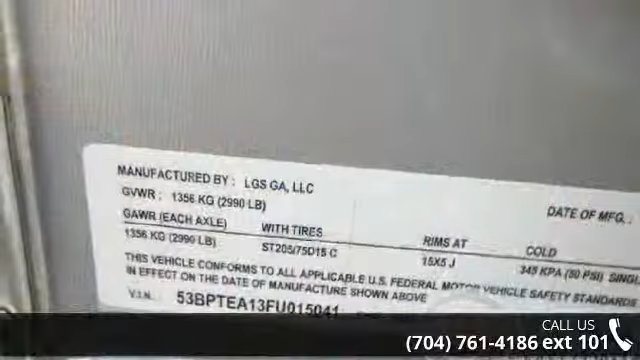 MANUFACTURED BY : LGS GA, LLC
GVWR : 1356 KG (2990 LB)
DATE OF MFG. :
GAWR (EACH AXLE) WITH TIRES RIMS AT COLD
1356 KG (2990 LB) ST205/75D15 C 15X5 J 345 KPA (50 PSI) SINGL
THIS VEHICLE CONFORMS TO ALL APPLICABLE U.S. FEDERAL MOTOR VEHICLE SAFETY STANDARDS
IN EFFECT ON THE DATE OF MANUFACTURE SHOWN ABOVE
V.I.N. 53BPTEA13FU015041
CALL US
(704) 761-4186 ext 101